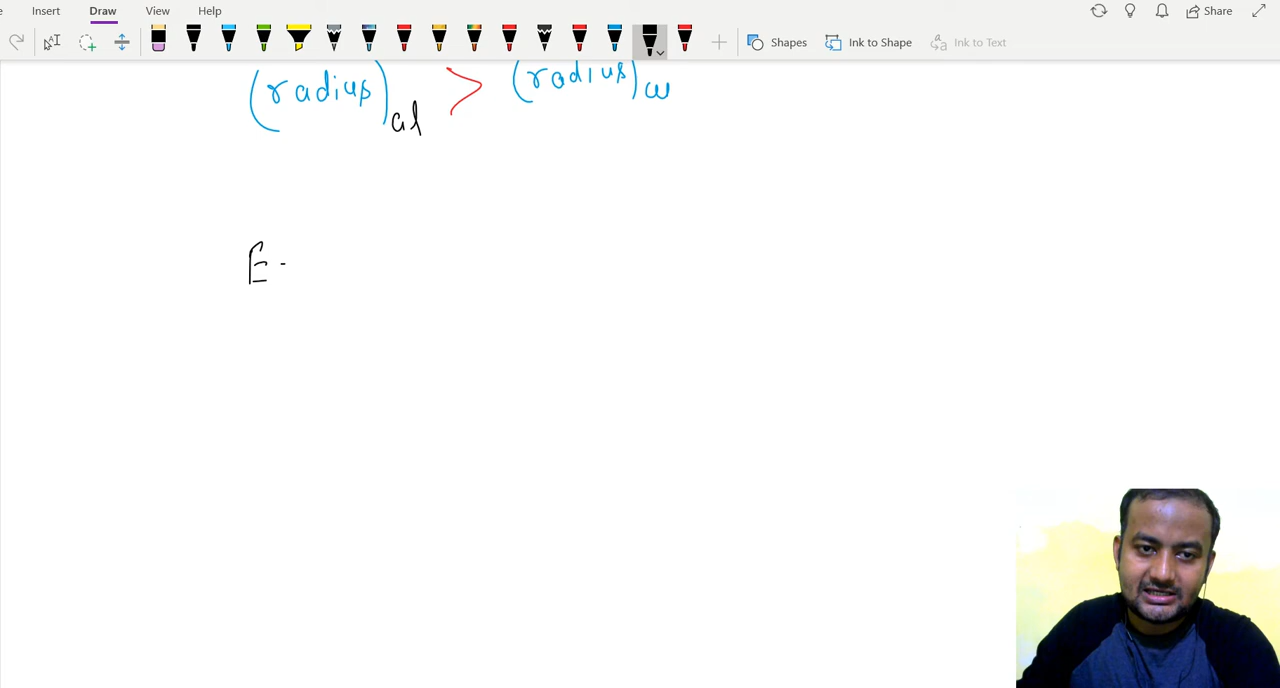 Insert Draw View Help Share
Shapes Ink to Shape Ink to Text
(radius)al > (radius)ω
E -